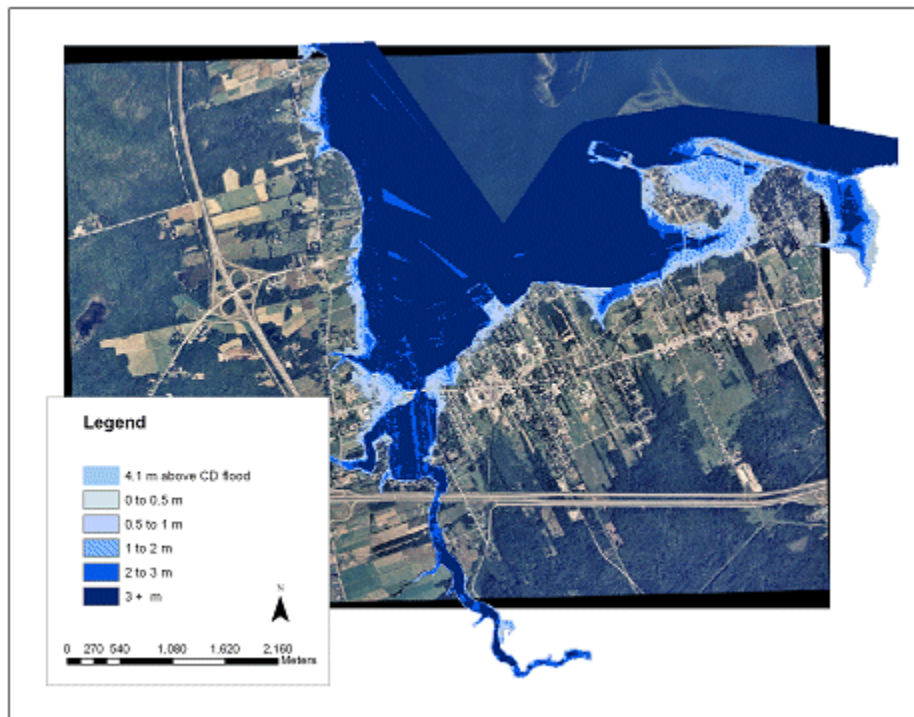 Legend
4.1 m above CD flood
0 to 0.5 m
0.5 to 1 m
1 to 2 m
2 to 3 m
3 + m
N
0 270 540 1,080 1,620 2,160
Meters